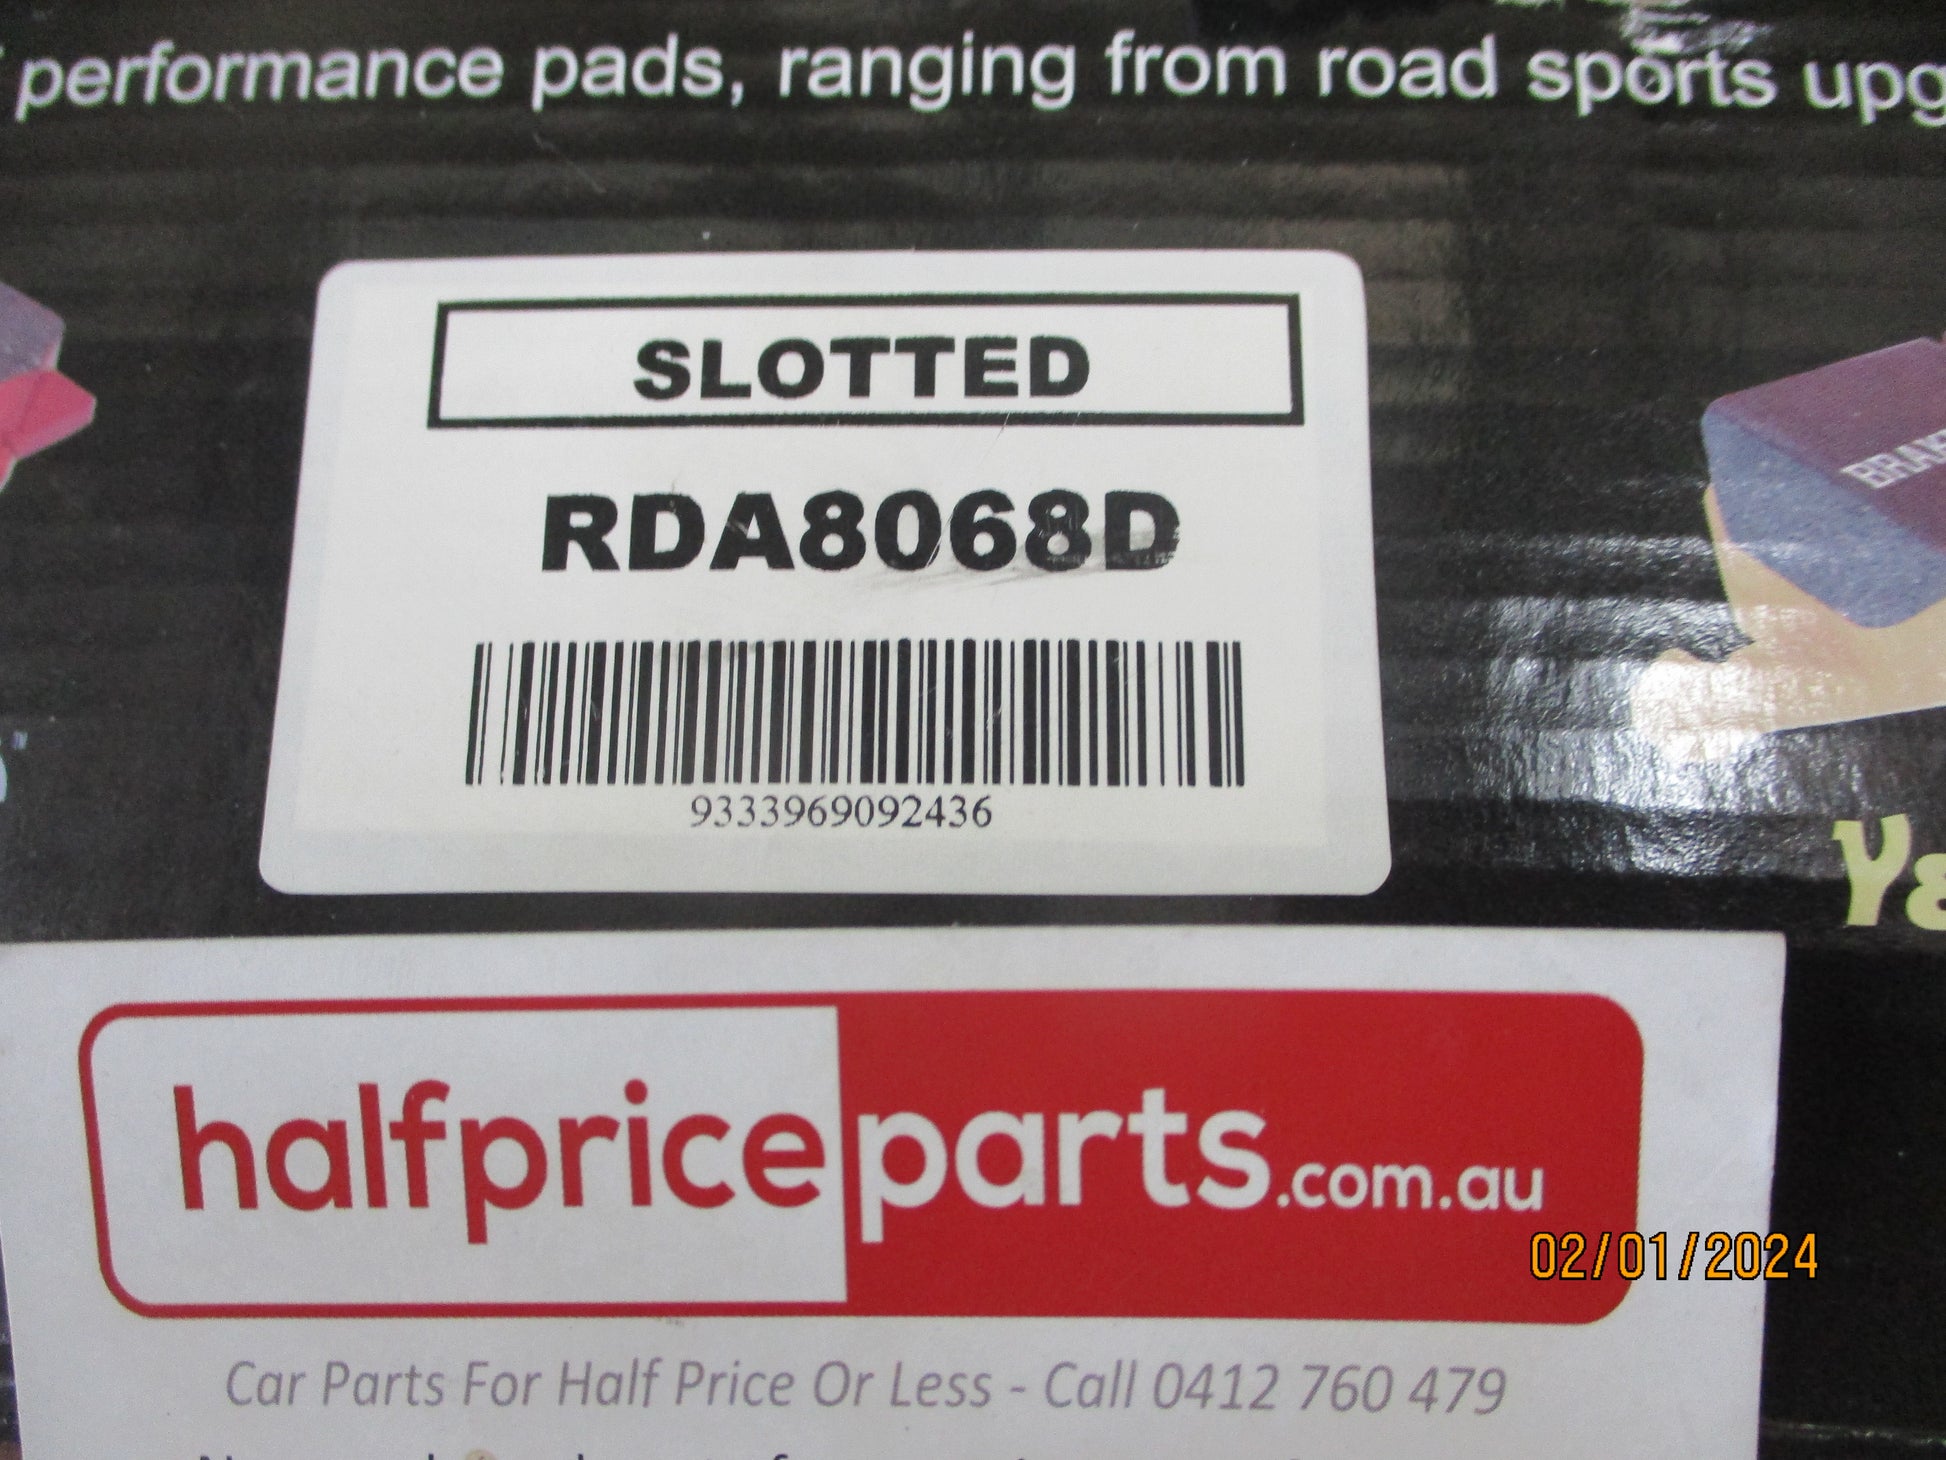 performance pads, ranging from road sports
SLOTTED
RDA8068D
9333969092436
halfpriceparts.com.au
02/01/2024
Car Parts For Half Price Or Less - Call 0412 760 479